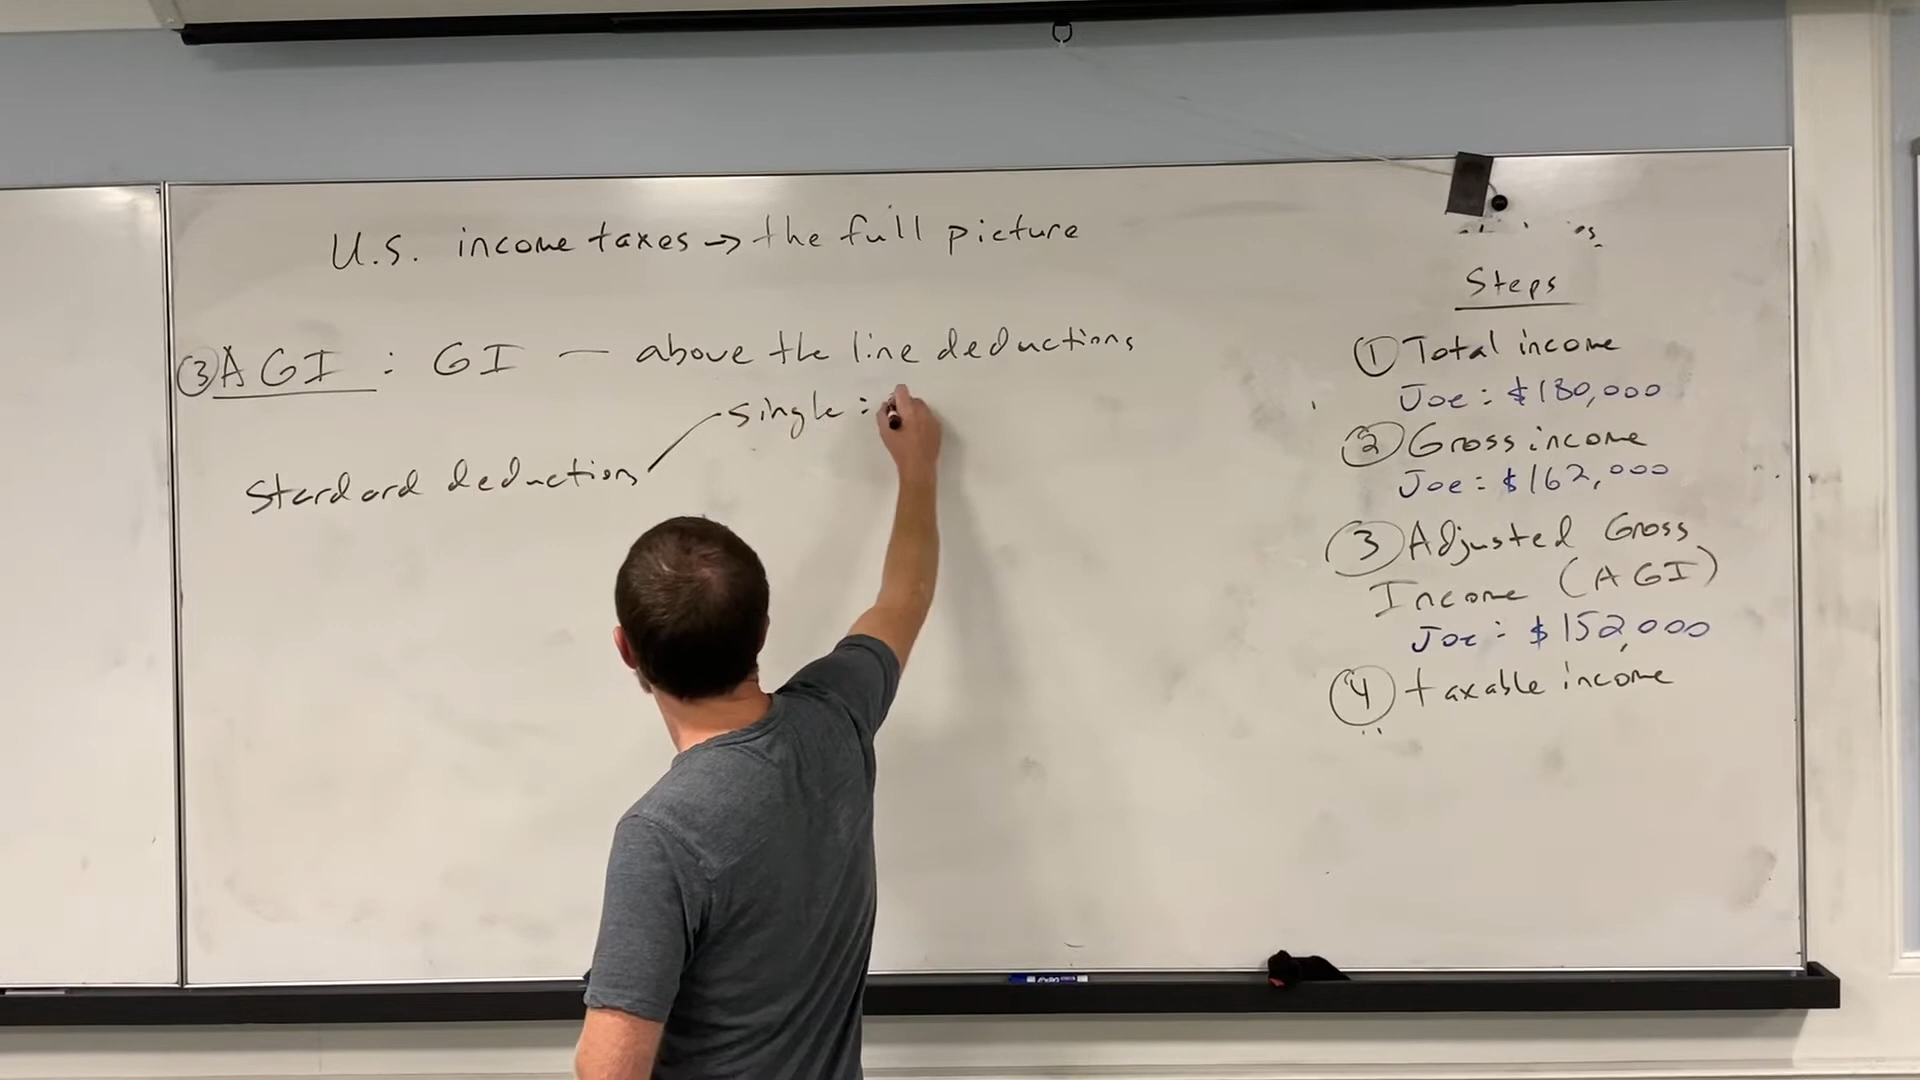 U.S. income taxes → the full picture
③ AGI : GI — above the line deductions
single :
Standard deductions
Steps
① Total income
Joe : $180,000
② Gross income
Joe : $162,000
③ Adjusted Gross
Income (AGI)
Joe : $152,000
④ taxable income
EXPO